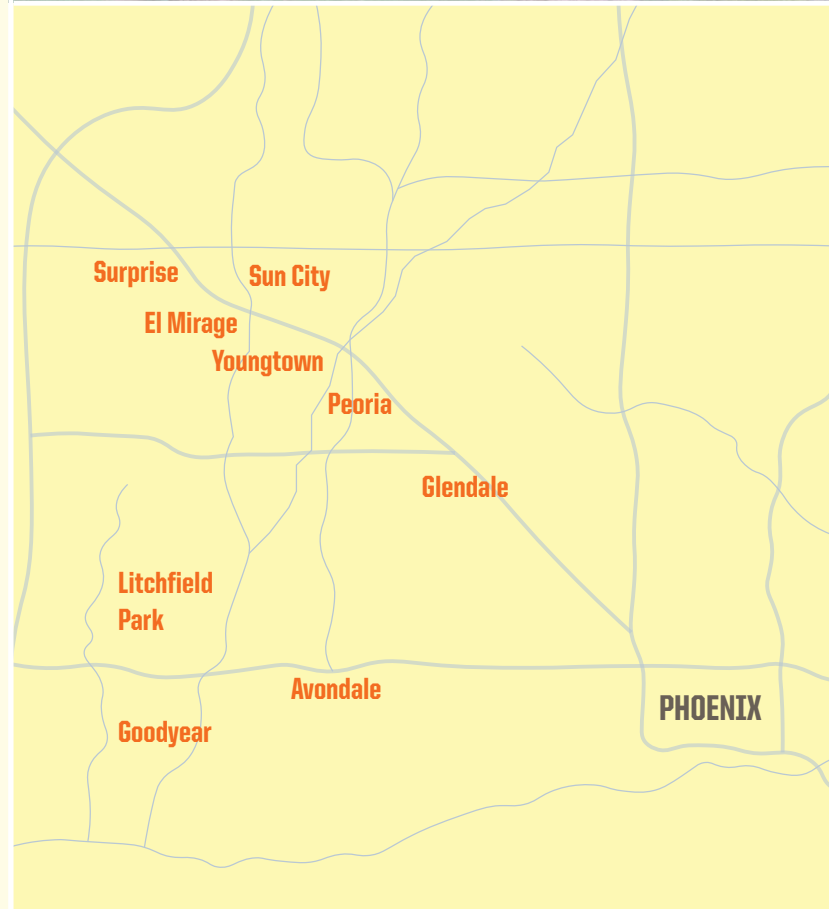 Surprise
Sun City
El Mirage
Youngtown
Peoria
Glendale
Litchfield
Park
Avondale
PHOENIX
Goodyear